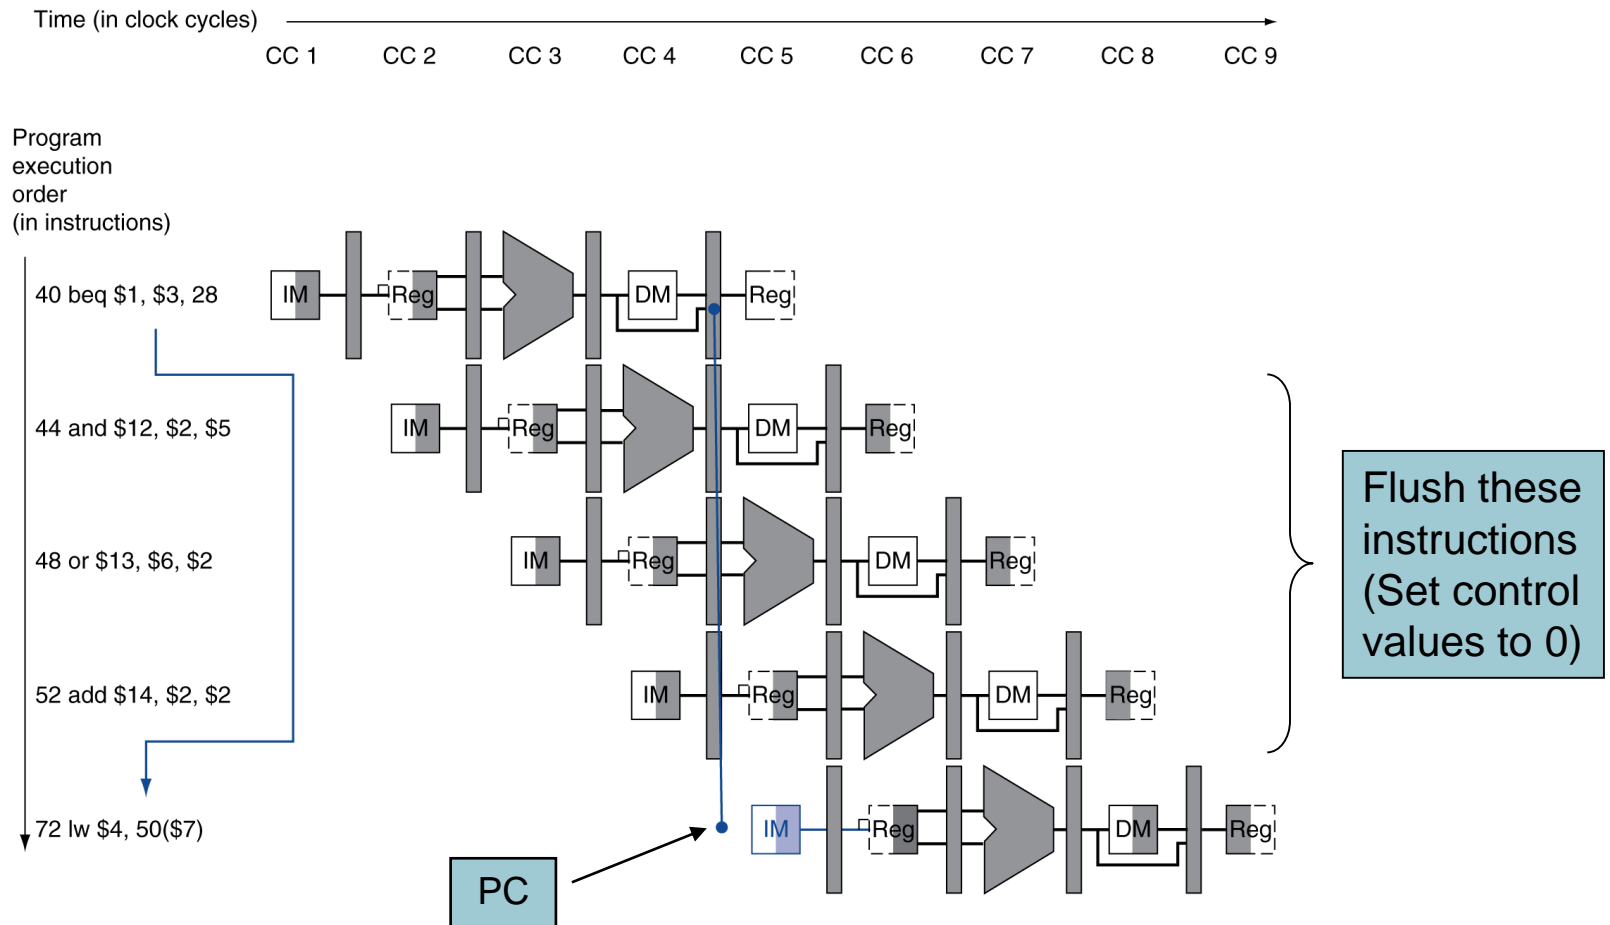 Time (in clock cycles)
CC 1 CC 2 CC 3 CC 4 CC 5 CC 6 CC 7 CC 8 CC 9
Program
execution
order
(in instructions)
40 beq $1, $3, 28
IM Reg DM Reg
44 and $12, $2, $5
IM Reg DM Reg
48 or $13, $6, $2
IM Reg DM Reg
52 add $14, $2, $2
IM Reg DM Reg
72 lw $4, 50($7)
IM Reg DM Reg
PC
Flush these
instructions
(Set control
values to 0)